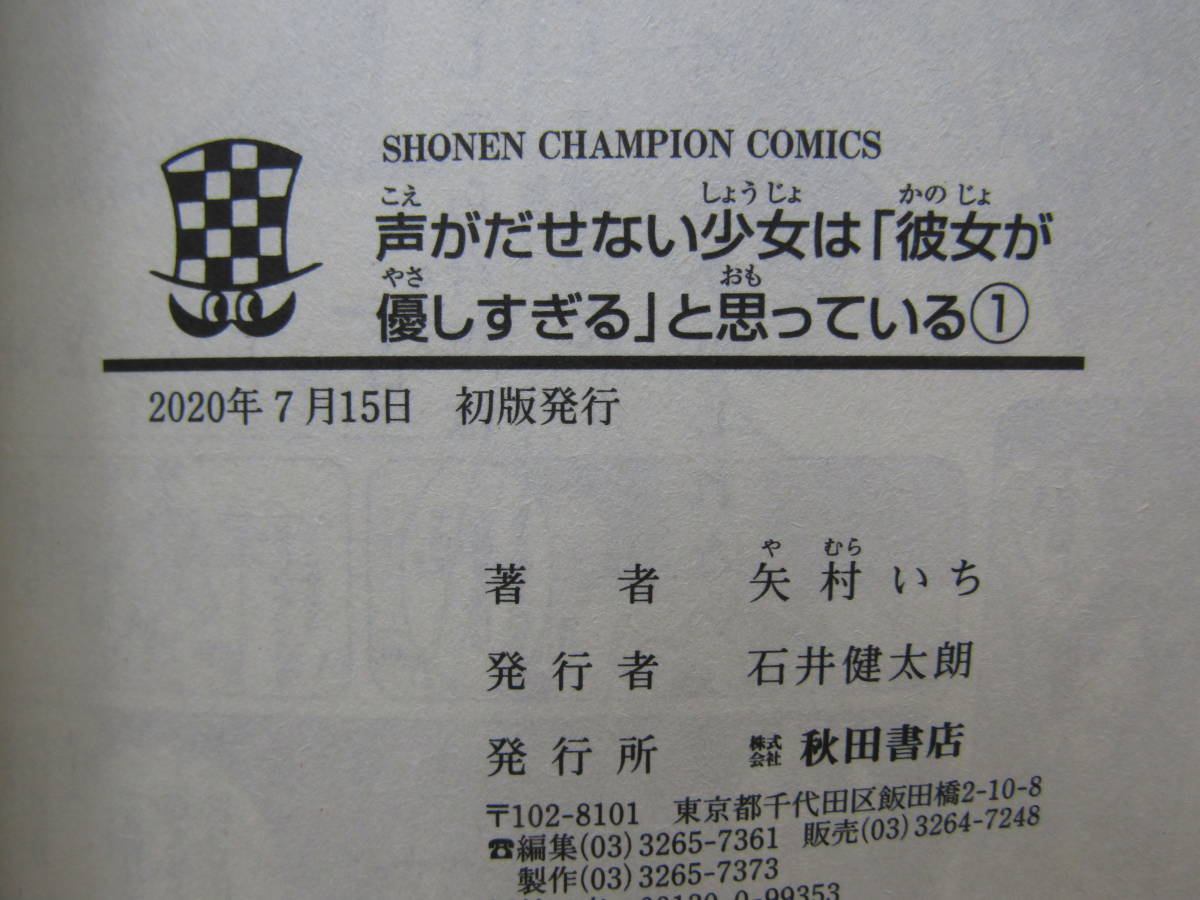 SHONEN CHAMPION COMICS
こえ しょうじょ かのじょ
声がだせない少女は「彼女が
やさ おも
優しすぎる」と思っている①
2020年7月15日 初版発行
や むら
著者 矢村いち
発行者 石井健太朗
発行所 株式会社 秋田書店
〒102-8101 東京都千代田区飯田橋2-10-8
☎編集(03)3265-7361 販売(03)3264-7248
製作(03)3265-7373